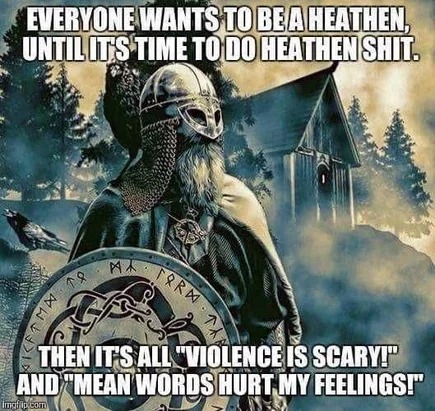 EVERYONE WANTS TO BE A HEATHEN,
UNTIL IT'S TIME TO DO HEATHEN SHIT.
THEN IT'S ALL "VIOLENCE IS SCARY!"
AND "MEAN WORDS HURT MY FEELINGS!"
imgflip.com